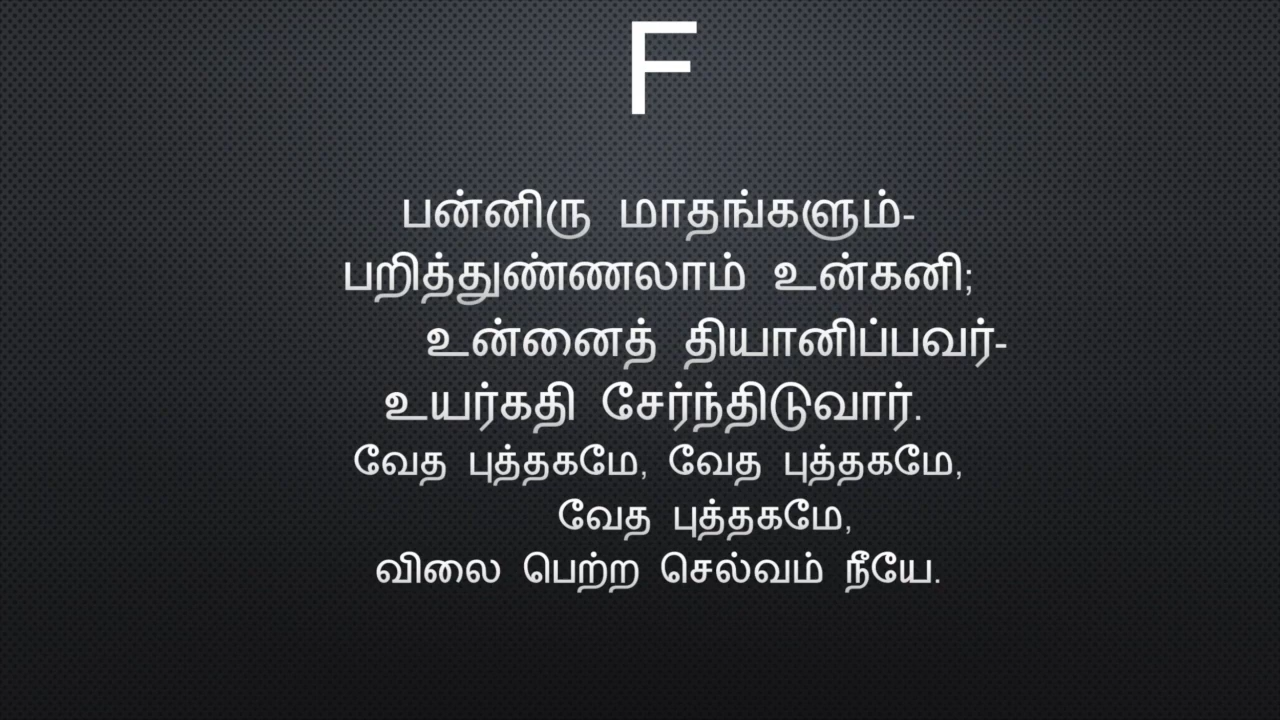 F
பன்னிரு மாதங்களும்-
பறித்துண்ணலாம் உன்கனி;
உன்னைத் தியானிப்பவர்-
உயர்கதி சேர்ந்திடுவார்.
வேத புத்தகமே, வேத புத்தகமே,
வேத புத்தகமே,
விலை பெற்ற செல்வம் நீயே.